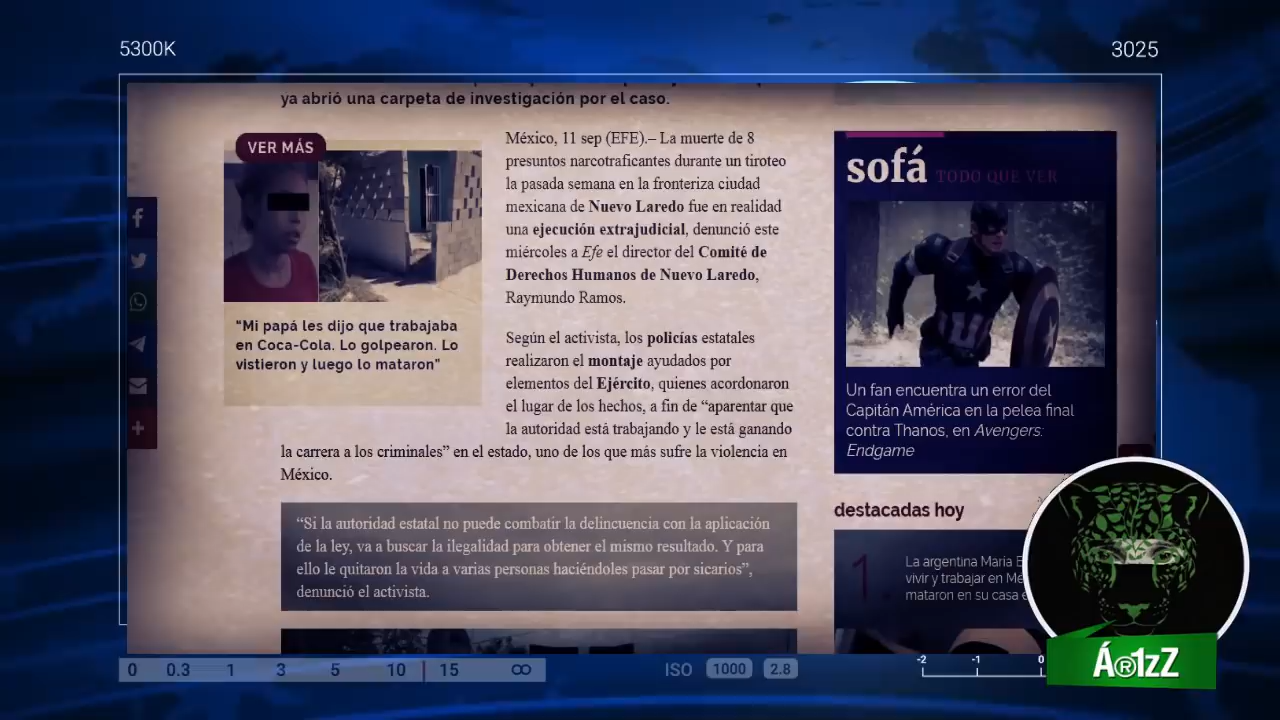 5300K
3025
ya abrió una carpeta de investigación por el caso.
VER MÁS
"Mi papá les dijo que trabajaba
en Coca-Cola. Lo golpearon. Lo
vistieron y luego lo mataron"
México, 11 sep (EFE).– La muerte de 8
presuntos narcotraficantes durante un tiroteo
la pasada semana en la fronteriza ciudad
mexicana de Nuevo Laredo fue en realidad
una ejecución extrajudicial, denunció este
miércoles a Efe el director del Comité de
Derechos Humanos de Nuevo Laredo,
Raymundo Ramos.
Según el activista, los policías estatales
realizaron el montaje ayudados por
elementos del Ejército, quienes acordonaron
el lugar de los hechos, a fin de “aparentar que
la autoridad está trabajando y le está ganando
la carrera a los criminales” en el estado, uno de los que más sufre la violencia en
México.
“Si la autoridad estatal no puede combatir la delincuencia con la aplicación
de la ley, va a buscar la ilegalidad para obtener el mismo resultado. Y para
ello le quitaron la vida a varias personas haciéndoles pasar por sicarios”,
denunció el activista.
sofá TODO QUE VER
Un fan encuentra un error del
Capitán América en la pelea final
contra Thanos, en Avengers:
Endgame
destacadas hoy
1.
La argentina Maria
vivir y trabajar en
mataron en su casa
Á®1zZ
0 0.3 1 3 5 10 15 ∞
ISO 1000 2.8
-2 -1 0